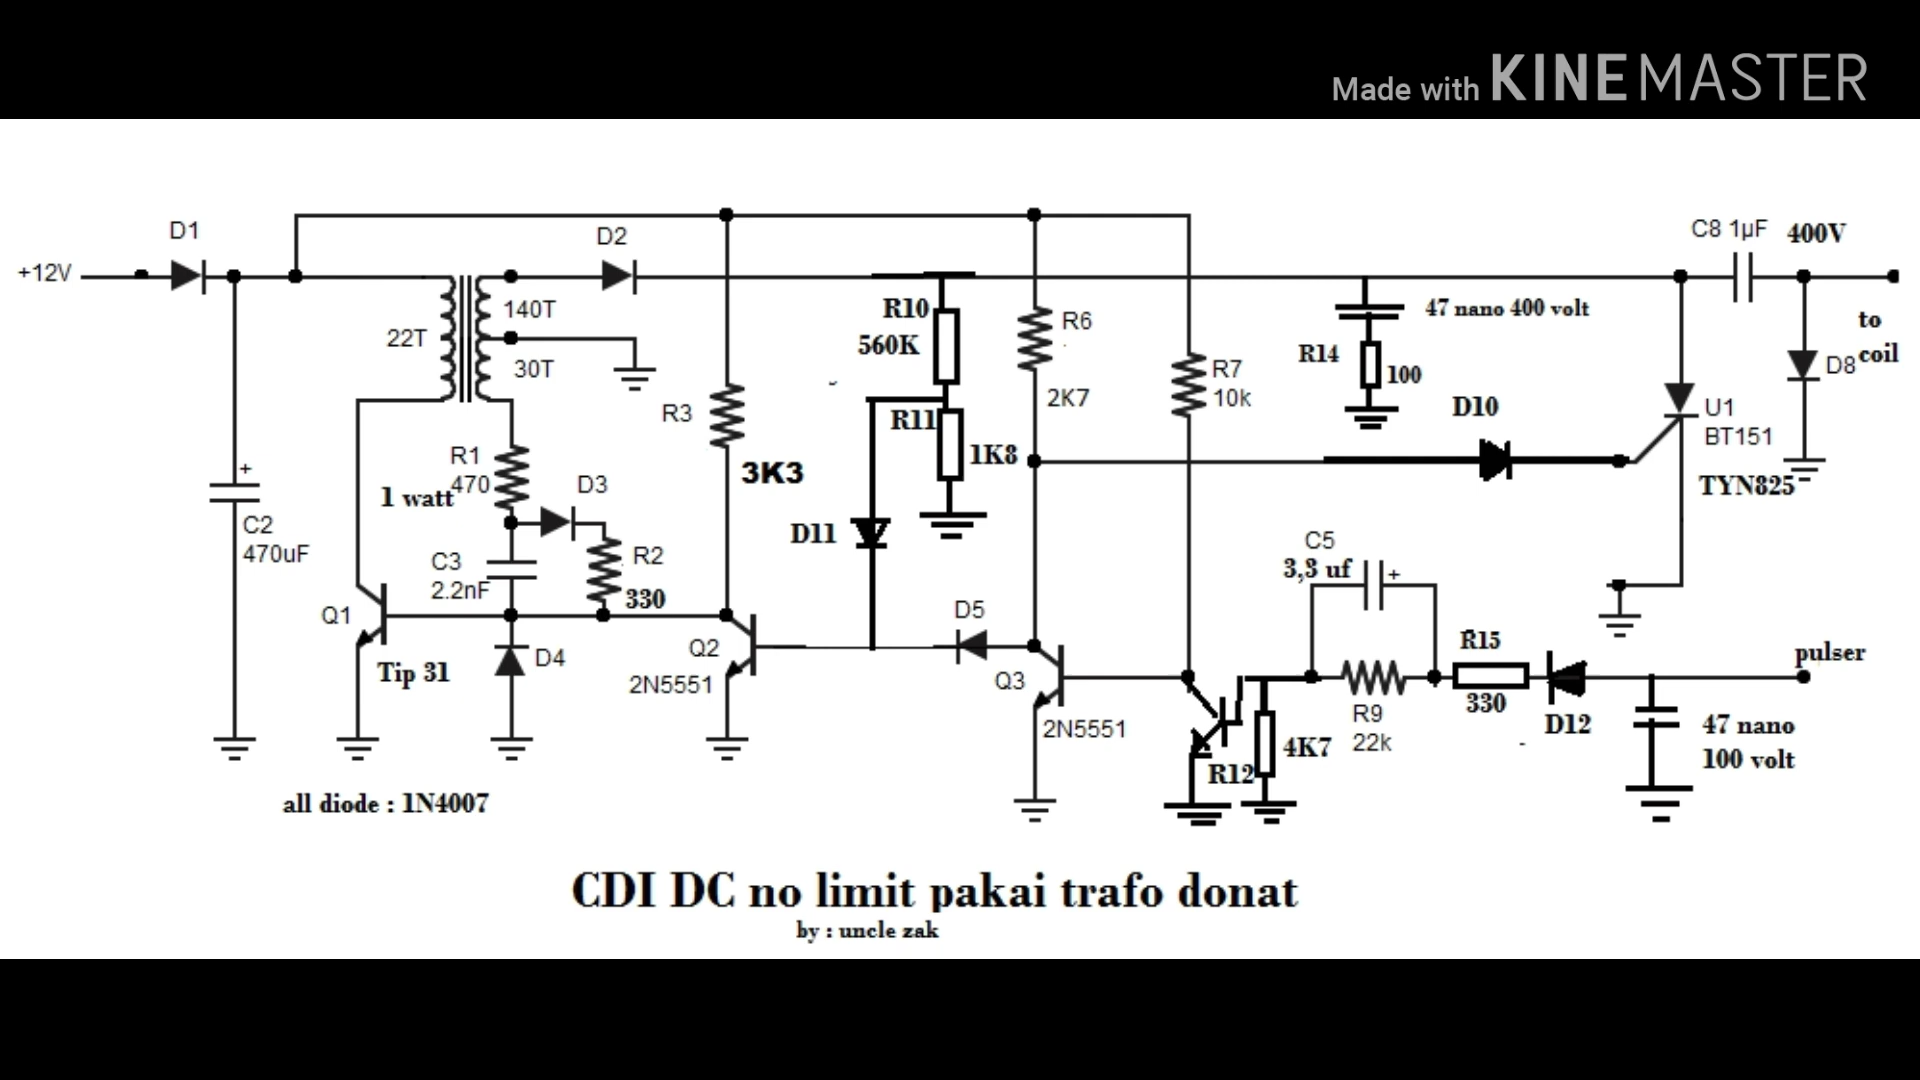 Made with KINEMASTER
D1
+12V
C2
470uF
22T
140T
30T
D2
R1
470
1 watt
D3
C3
2.2nF
R2
330
Q1
Tip 31
D4
R3
3K3
Q2
2N5551
R10
560K
R11
1K8
D11
D5
R6
2K7
Q3
2N5551
R7
10k
47 nano 400 volt
R14
100
D10
C8 1µF 400V
to
coil
D8
U1
BT151
TYN825
C5
3,3 uf
+
R9
22k
R15
330
D12
pulser
47 nano
100 volt
R12
4K7
+
all diode : 1N4007
CDI DC no limit pakai trafo donat
by : uncle zak